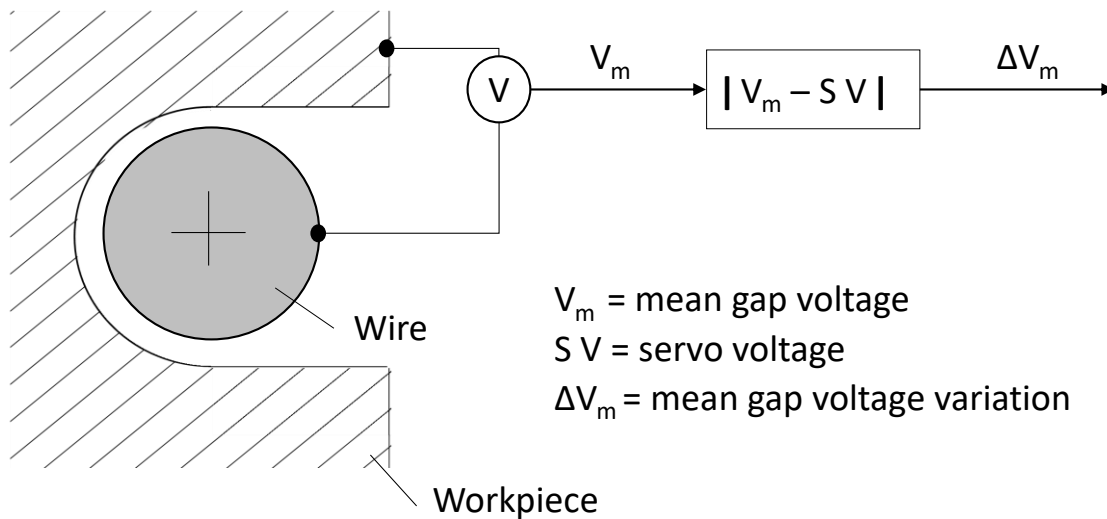 V
Vₘ
| Vₘ – S V |
ΔVₘ
Wire
Vₘ = mean gap voltage
S V = servo voltage
ΔVₘ = mean gap voltage variation
Workpiece